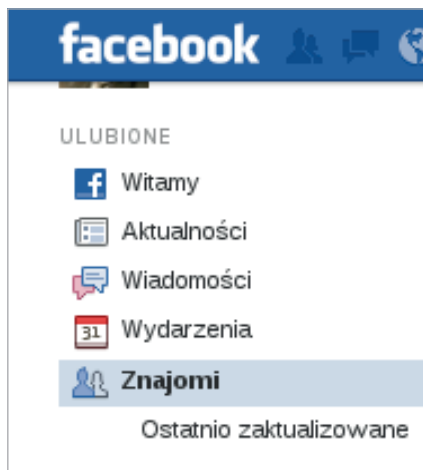 facebook
ULUBIONE
Witamy
Aktualności
Wiadomości
31
Wydarzenia
Znajomi
Ostatnio zaktualizowane